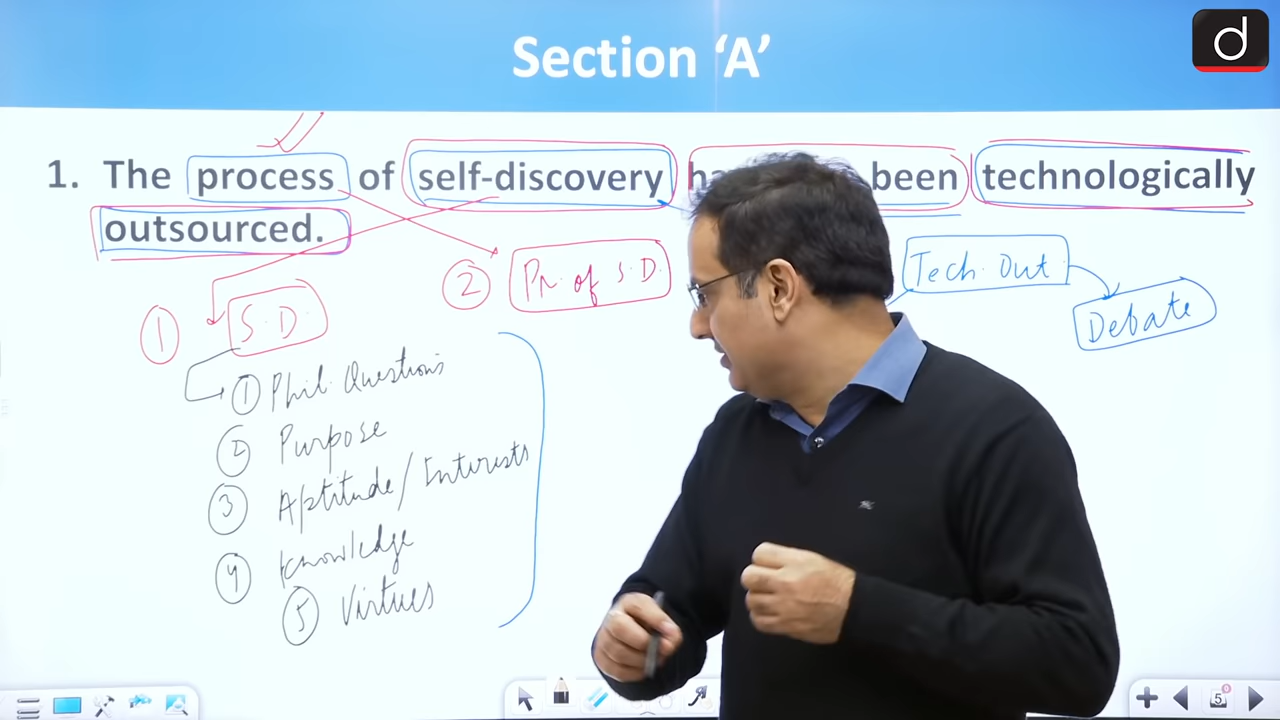 d
Section ‘A’
1. The process of self-discovery been technologically
outsourced.
Tech. Out.
② Pr. of S.D.
Debate
① S.D.
① Phil. Questions
② Purpose
③ Aptitude/Interests
④ Knowledge
⑤ Virtues
5